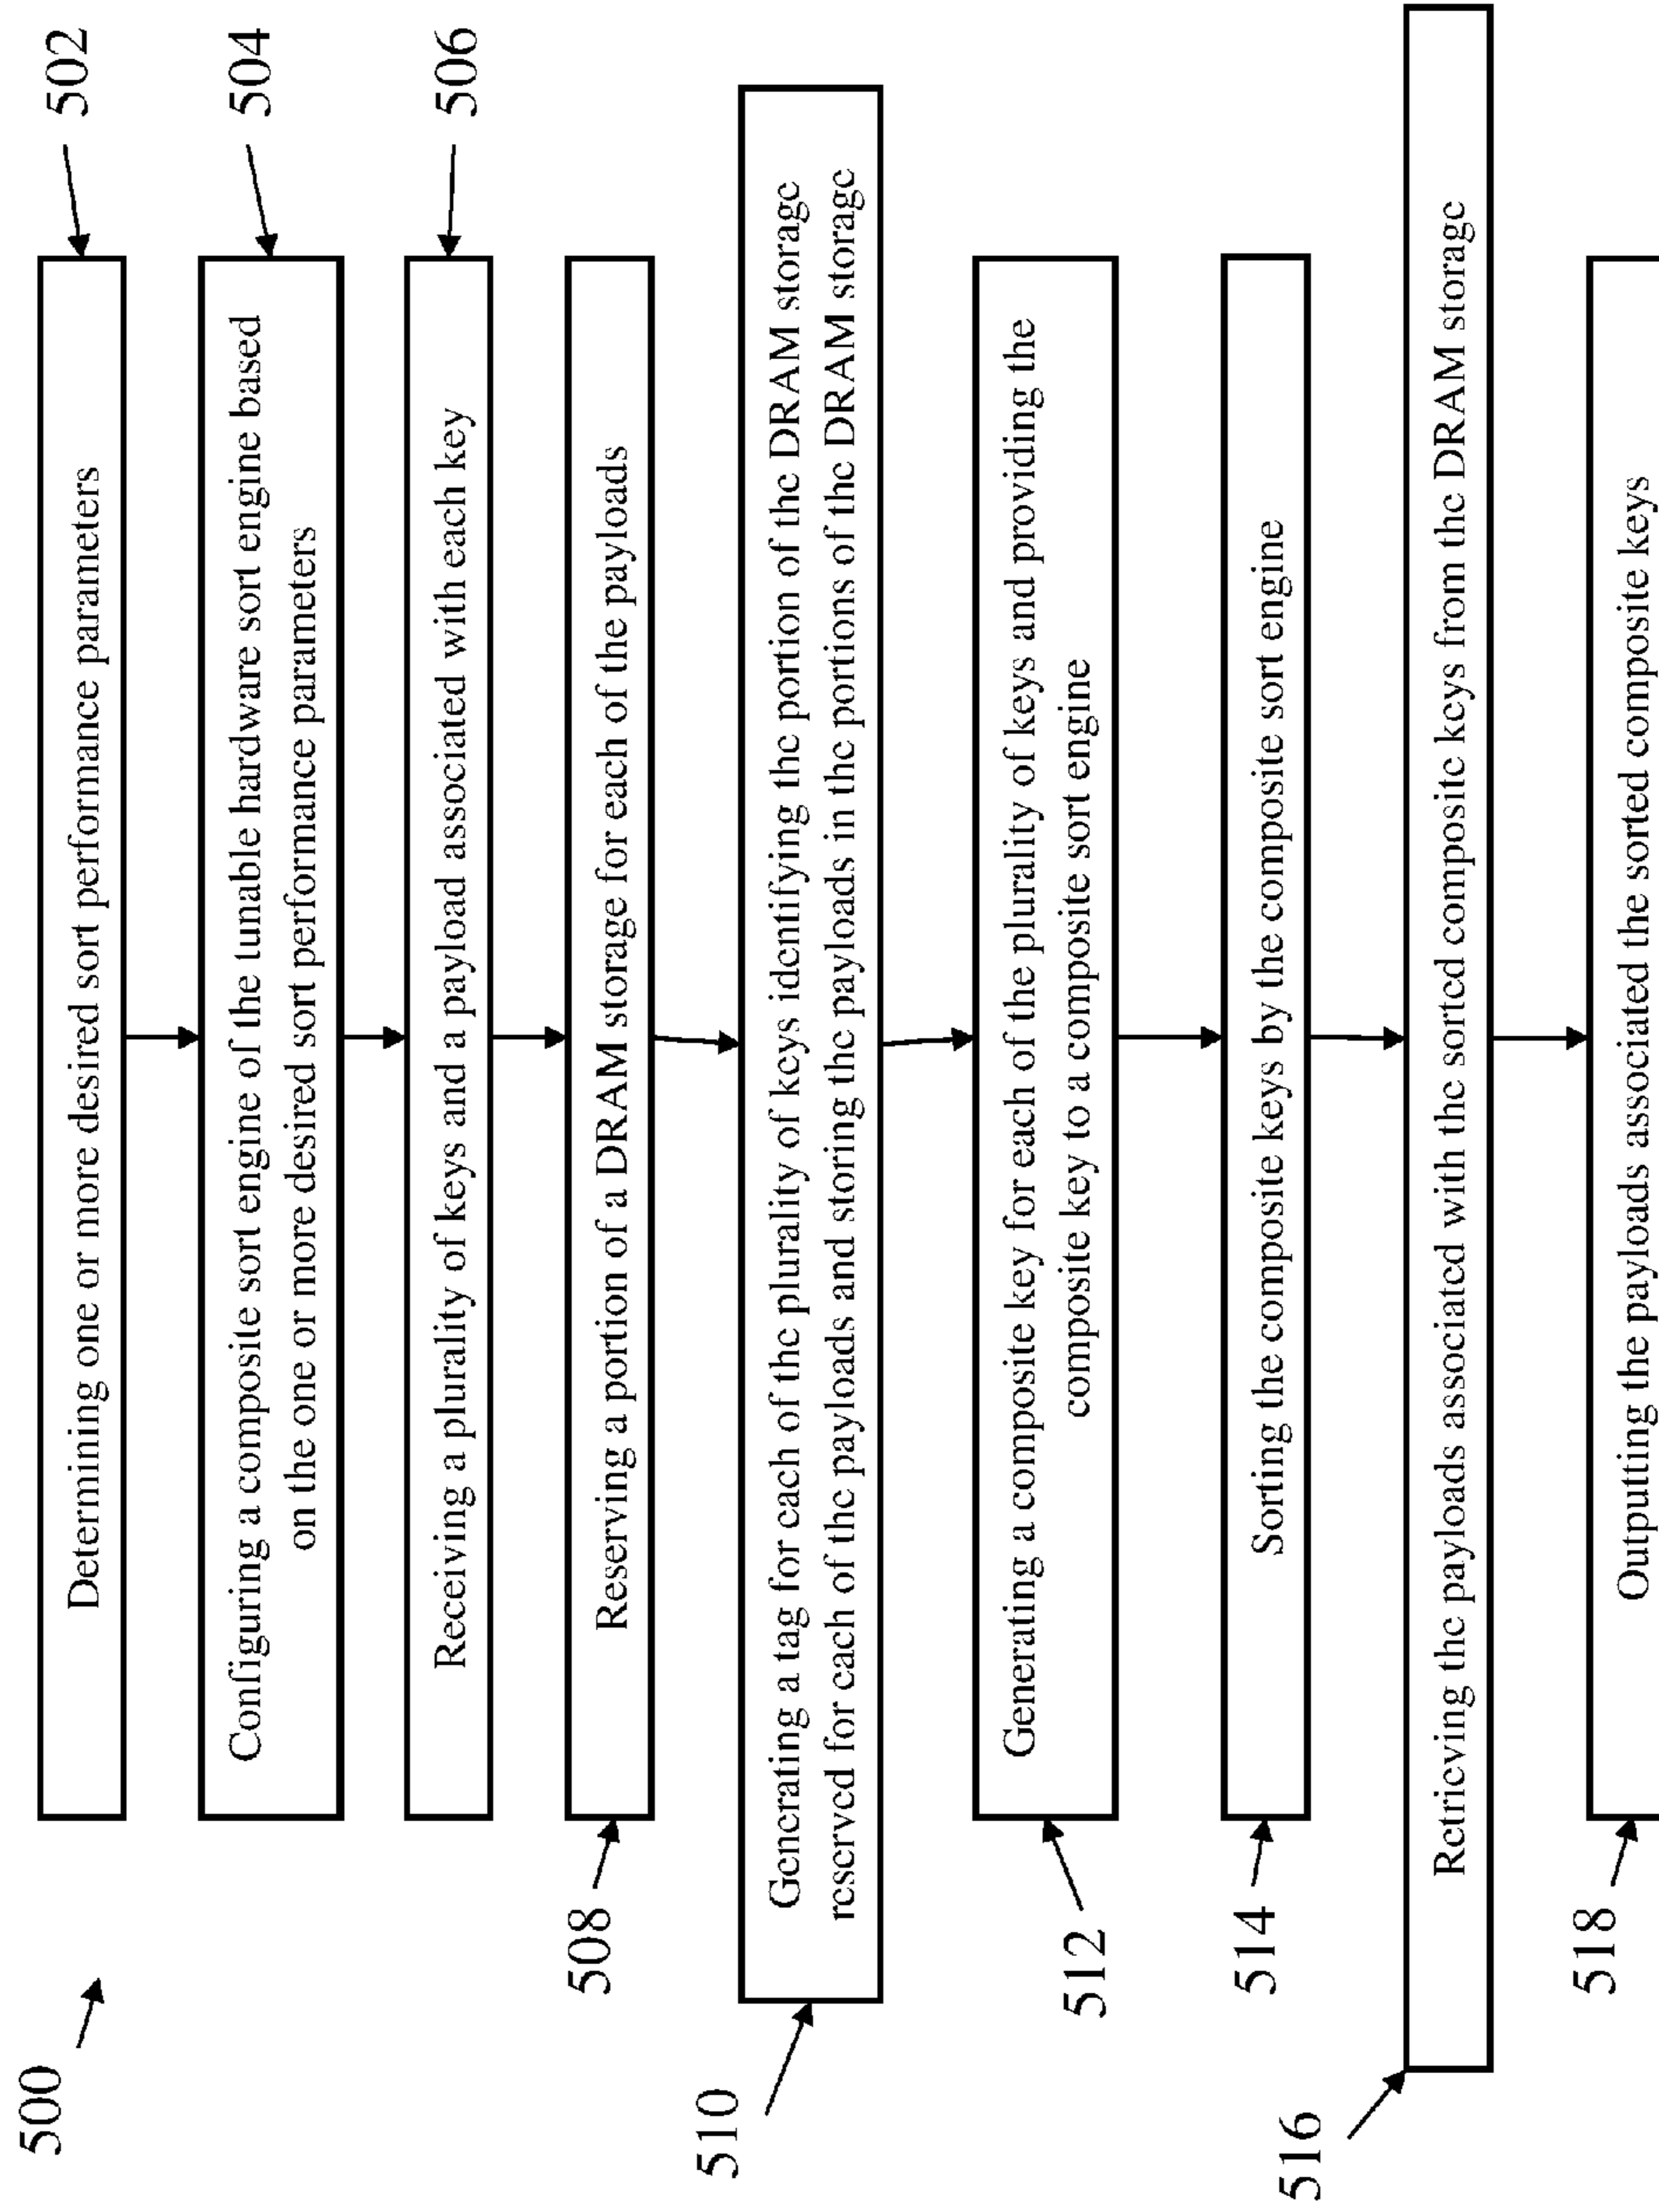 500
Determining one or more desired sort performance parameters
502
Configuring a composite sort engine of the tunable hardware sort engine based
on the one or more desired sort performance parameters
504
Receiving a plurality of keys and a payload associated with each key
506
508
Reserving a portion of a DRAM storage for each of the payloads
510
Generating a tag for each of the plurality of keys identifying the portion of the DRAM storage
reserved for each of the payloads and storing the payloads in the portions of the DRAM storage
512
Generating a composite key for each of the plurality of keys and providing the
composite key to a composite sort engine
514
Sorting the composite keys by the composite sort engine
516
Retrieving the payloads associated with the sorted composite keys from the DRAM storage
518
Outputting the payloads associated the sorted composite keys